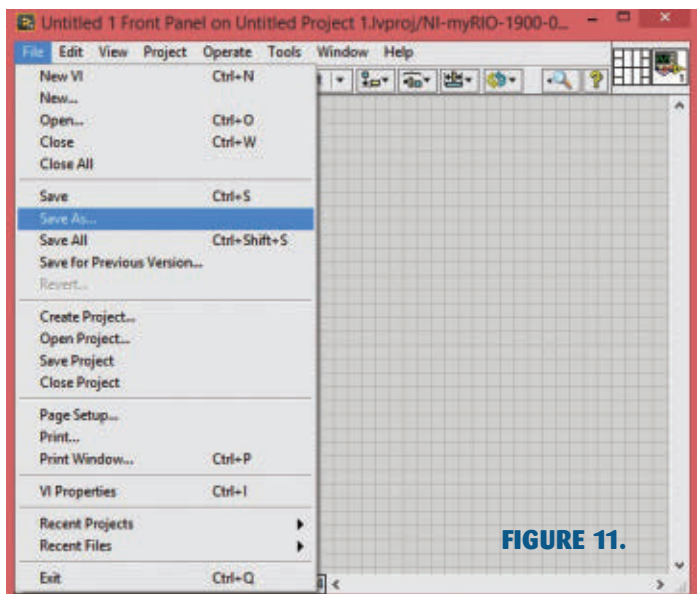 Untitled 1 Front Panel on Untitled Project 1.lvproj/NI-myRIO-1900-0...
File Edit View Project Operate Tools Window Help
New VI Ctrl+N
New...
Open... Ctrl+O
Close Ctrl+W
Close All
Save Ctrl+S
Save As...
Save All Ctrl+Shift+S
Save for Previous Version...
Revert...
Create Project...
Open Project...
Save Project
Close Project
Page Setup...
Print...
Print Window... Ctrl+P
VI Properties Ctrl+I
Recent Projects
Recent Files
FIGURE 11.
Exit Ctrl+Q